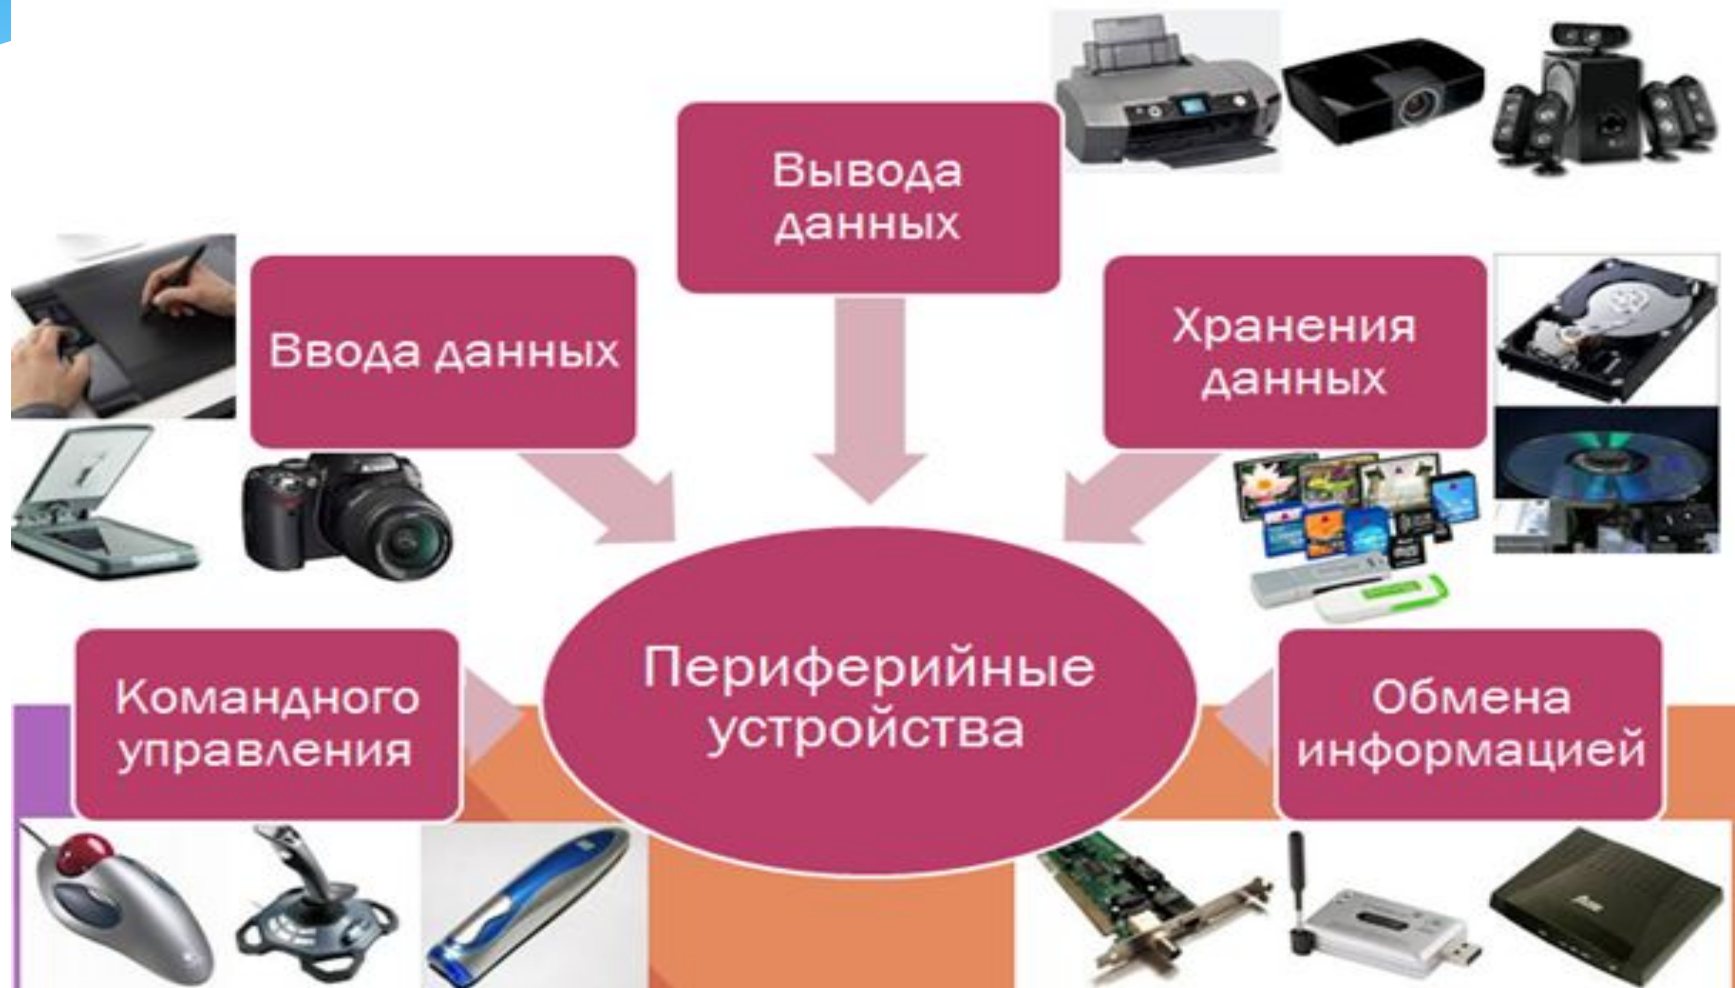 Вывода
данных
Ввода данных
Хранения
данных
Периферийные
устройства
Командного
управления
Обмена
информацией